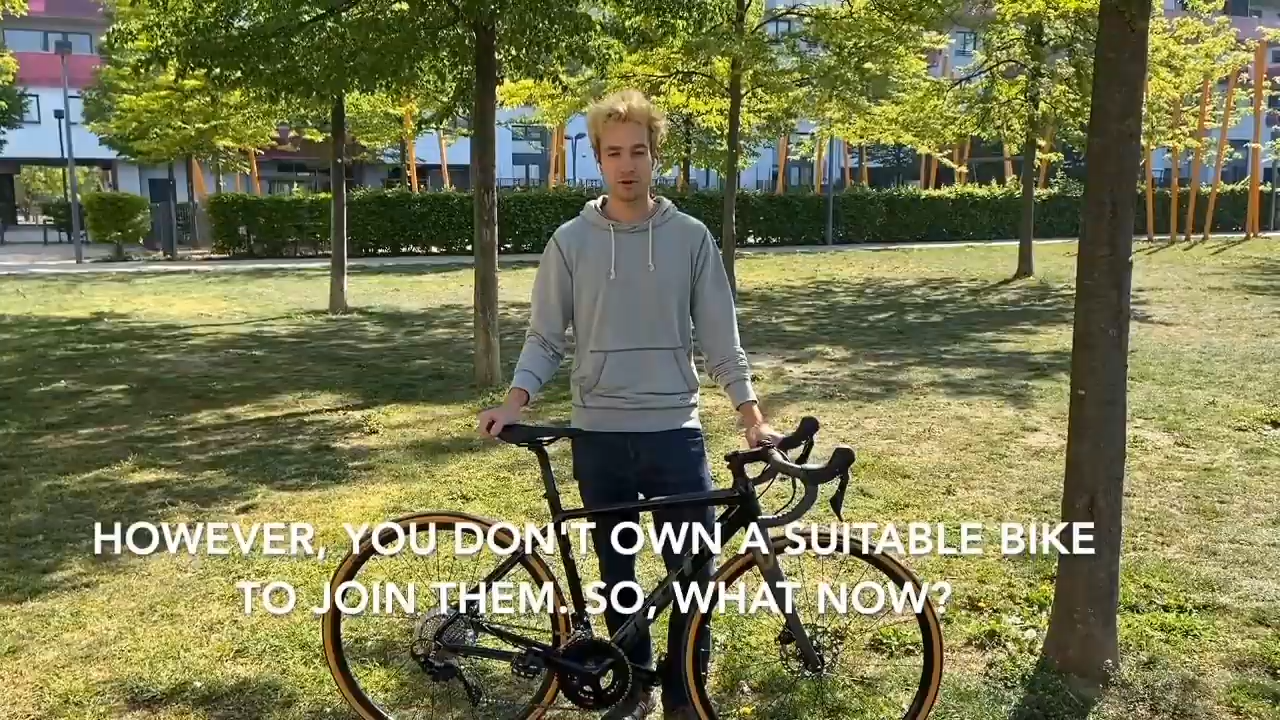 HOWEVER, YOU DON'T OWN A SUITABLE BIKE
TO JOIN THEM. SO, WHAT NOW?